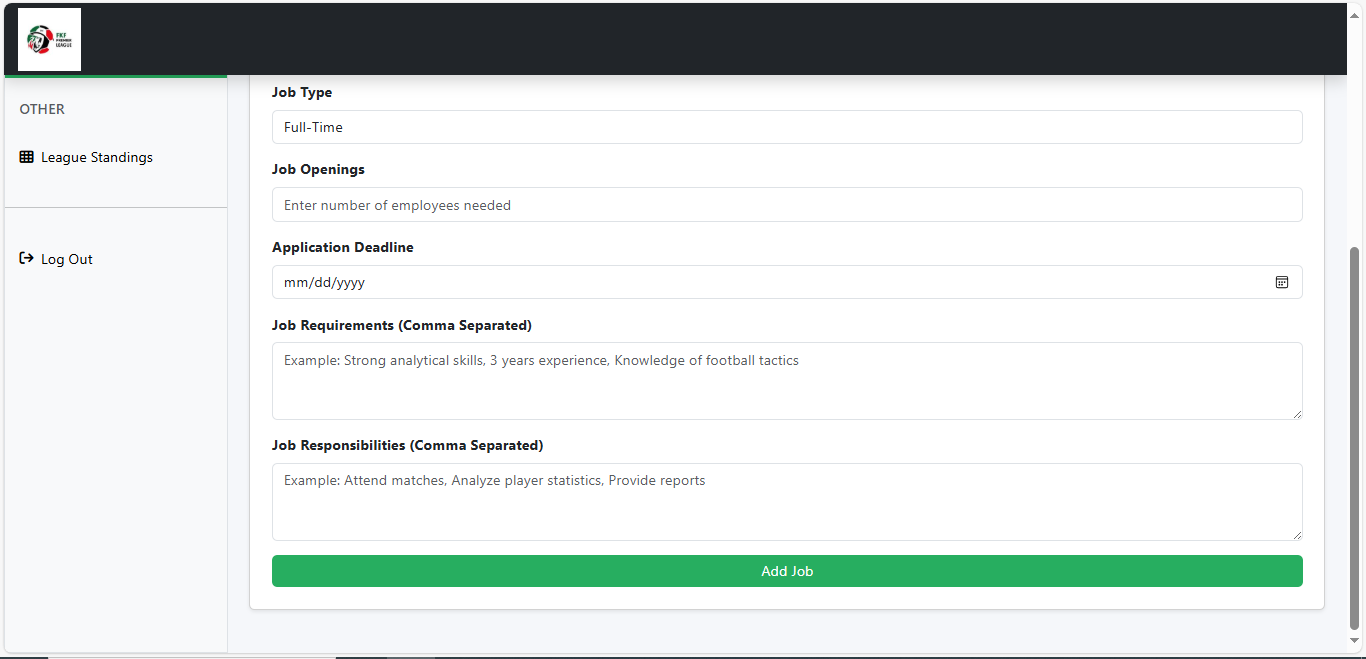 FKF
PREMIER
LEAGUE
OTHER
League Standings
Log Out
Job Type
Full-Time
Job Openings
Enter number of employees needed
Application Deadline
mm/dd/yyyy
Job Requirements (Comma Separated)
Example: Strong analytical skills, 3 years experience, Knowledge of football tactics
Job Responsibilities (Comma Separated)
Example: Attend matches, Analyze player statistics, Provide reports
Add Job